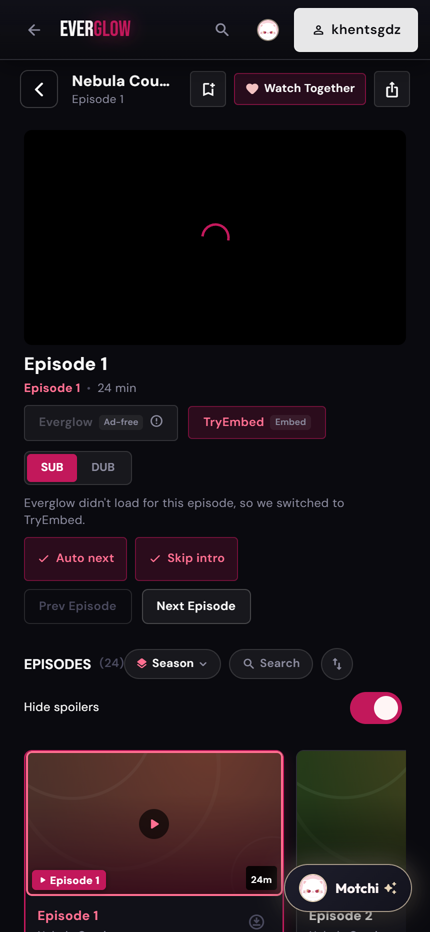 EVERGLOW
khentsgdz
Nebula Cou...
Episode 1
Watch Together
Episode 1
Episode 1 • 24 min
Everglow Ad-free
TryEmbed Embed
SUB DUB
Everglow didn't load for this episode, so we switched to
TryEmbed.
Auto next
Skip intro
Prev Episode
Next Episode
EPISODES (24)
Season
Search
Hide spoilers
Episode 1
24m
Motchi
Episode 1
Episode 2